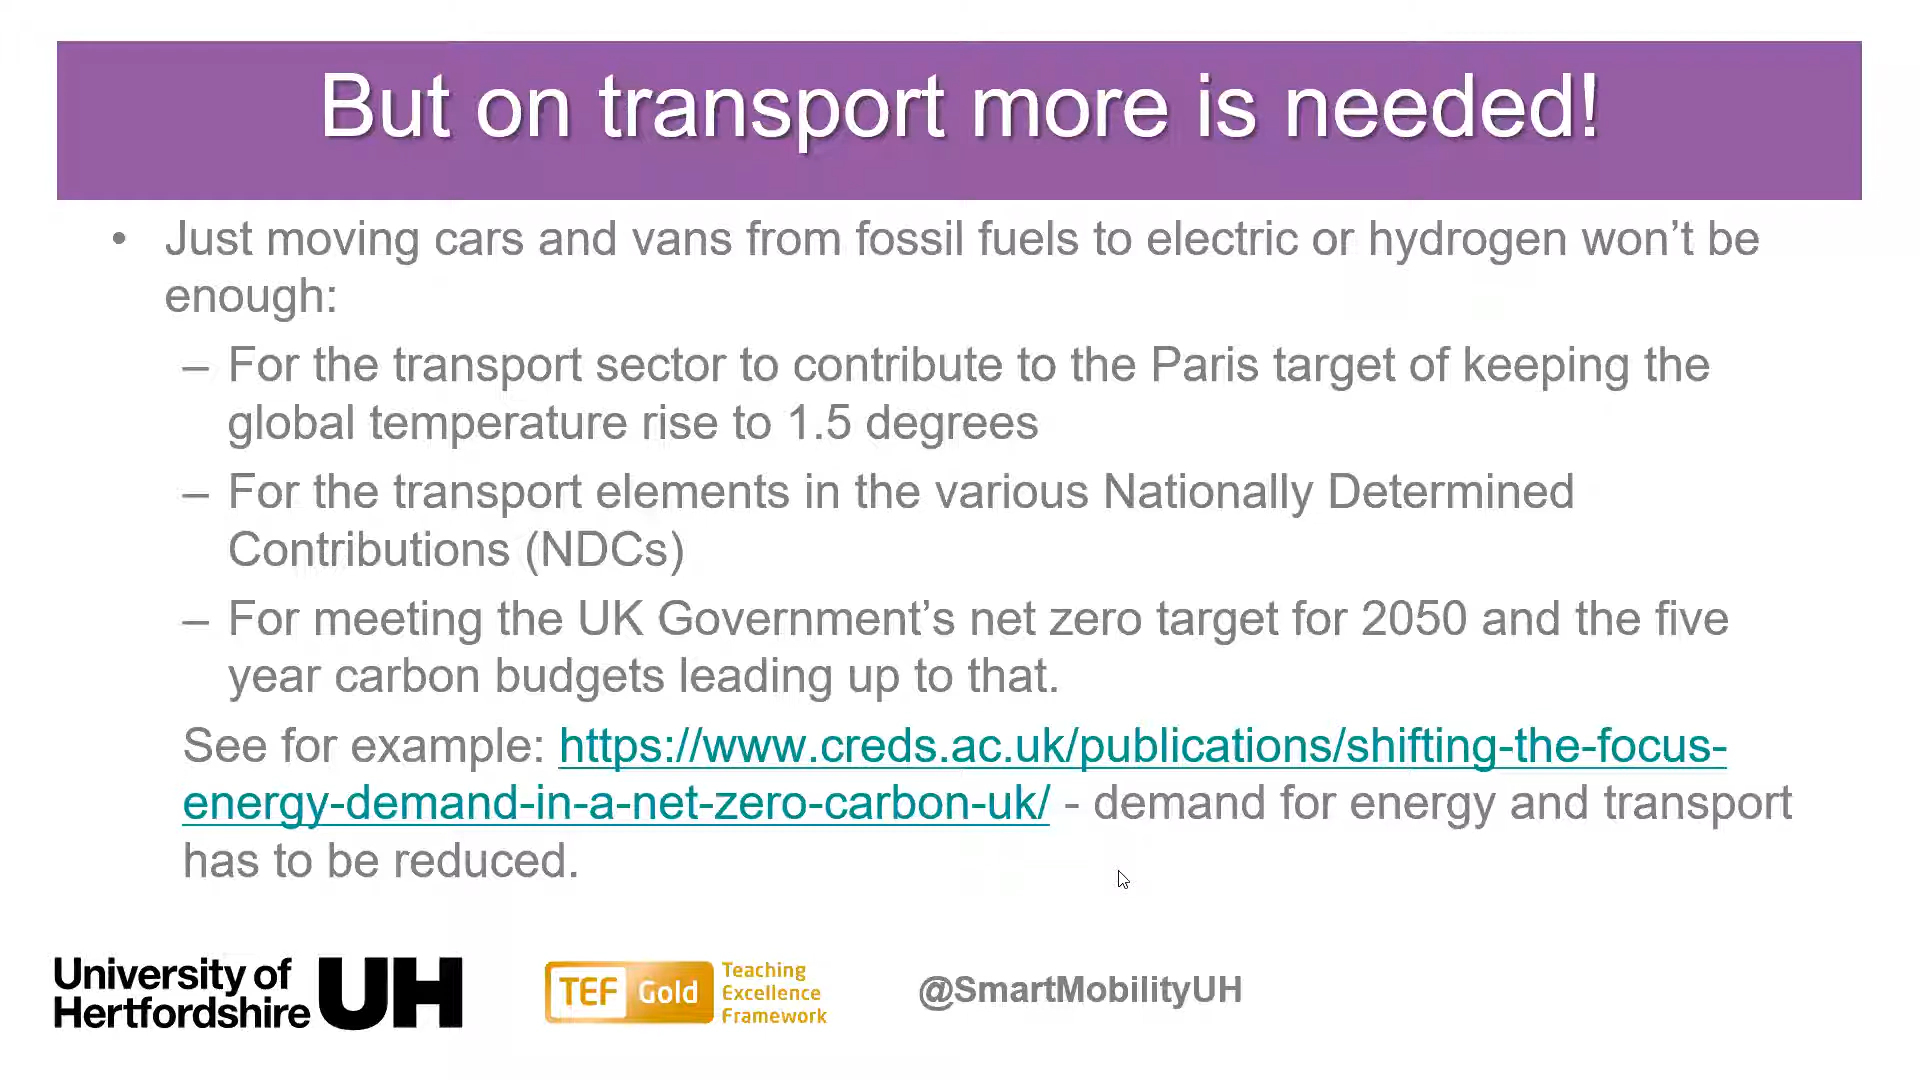 But on transport more is needed!
• Just moving cars and vans from fossil fuels to electric or hydrogen won’t be
enough:
– For the transport sector to contribute to the Paris target of keeping the
global temperature rise to 1.5 degrees
– For the transport elements in the various Nationally Determined
Contributions (NDCs)
– For meeting the UK Government’s net zero target for 2050 and the five
year carbon budgets leading up to that.
See for example: https://www.creds.ac.uk/publications/shifting-the-focus-
energy-demand-in-a-net-zero-carbon-uk/ - demand for energy and transport
has to be reduced.
University of
Hertfordshire
UH
TEF Gold
Teaching
Excellence
Framework
@SmartMobilityUH